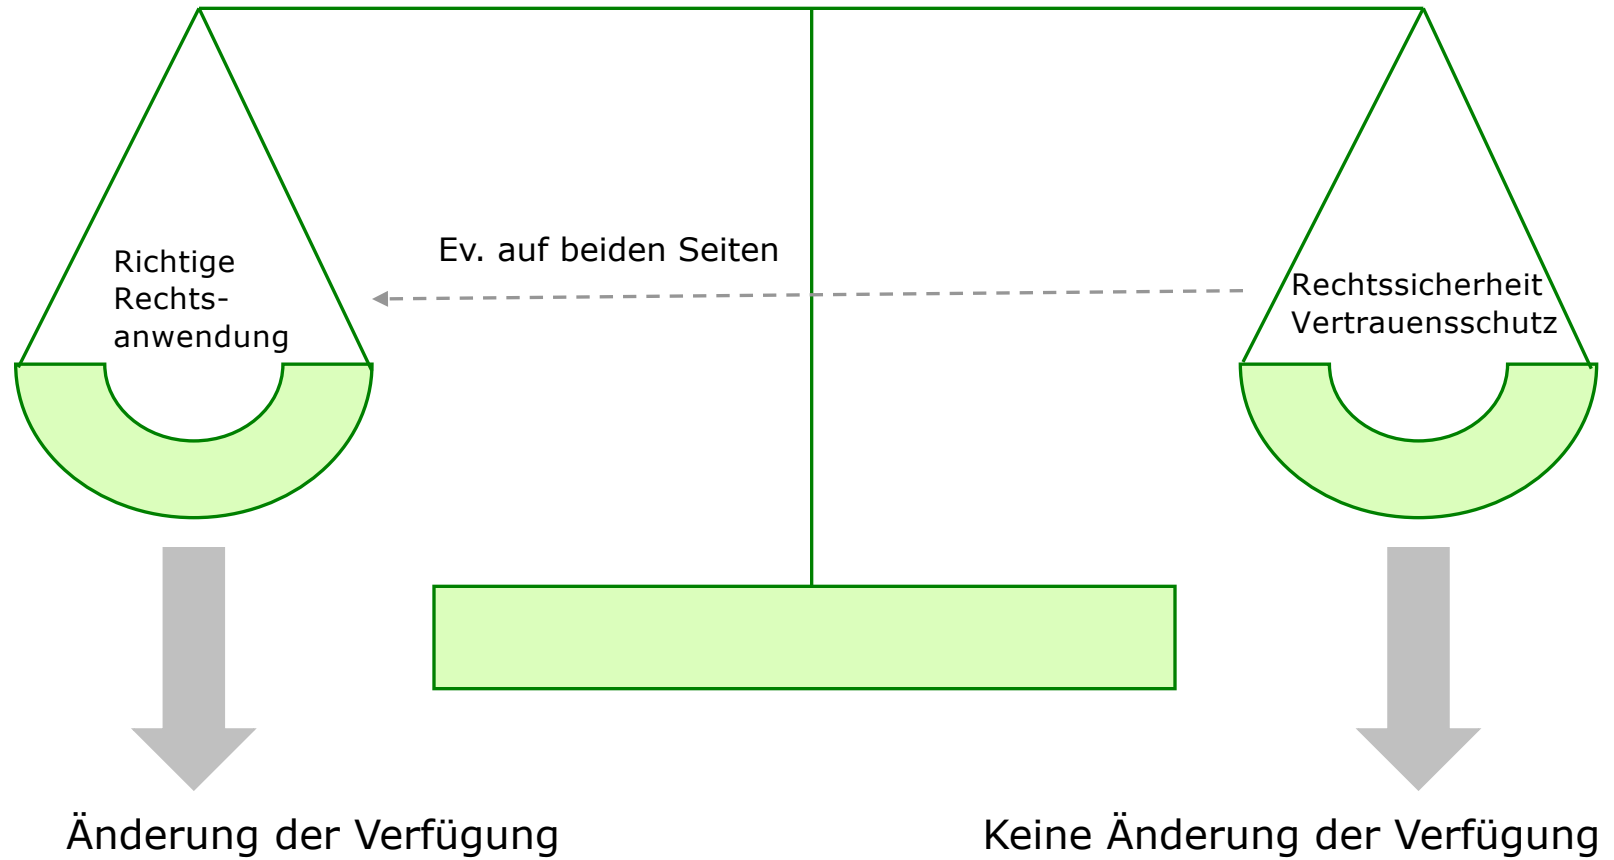 Ev. auf beiden Seiten
Richtige
Rechts-
anwendung
Rechtssicherheit
Vertrauensschutz
Änderung der Verfügung
Keine Änderung der Verfügung